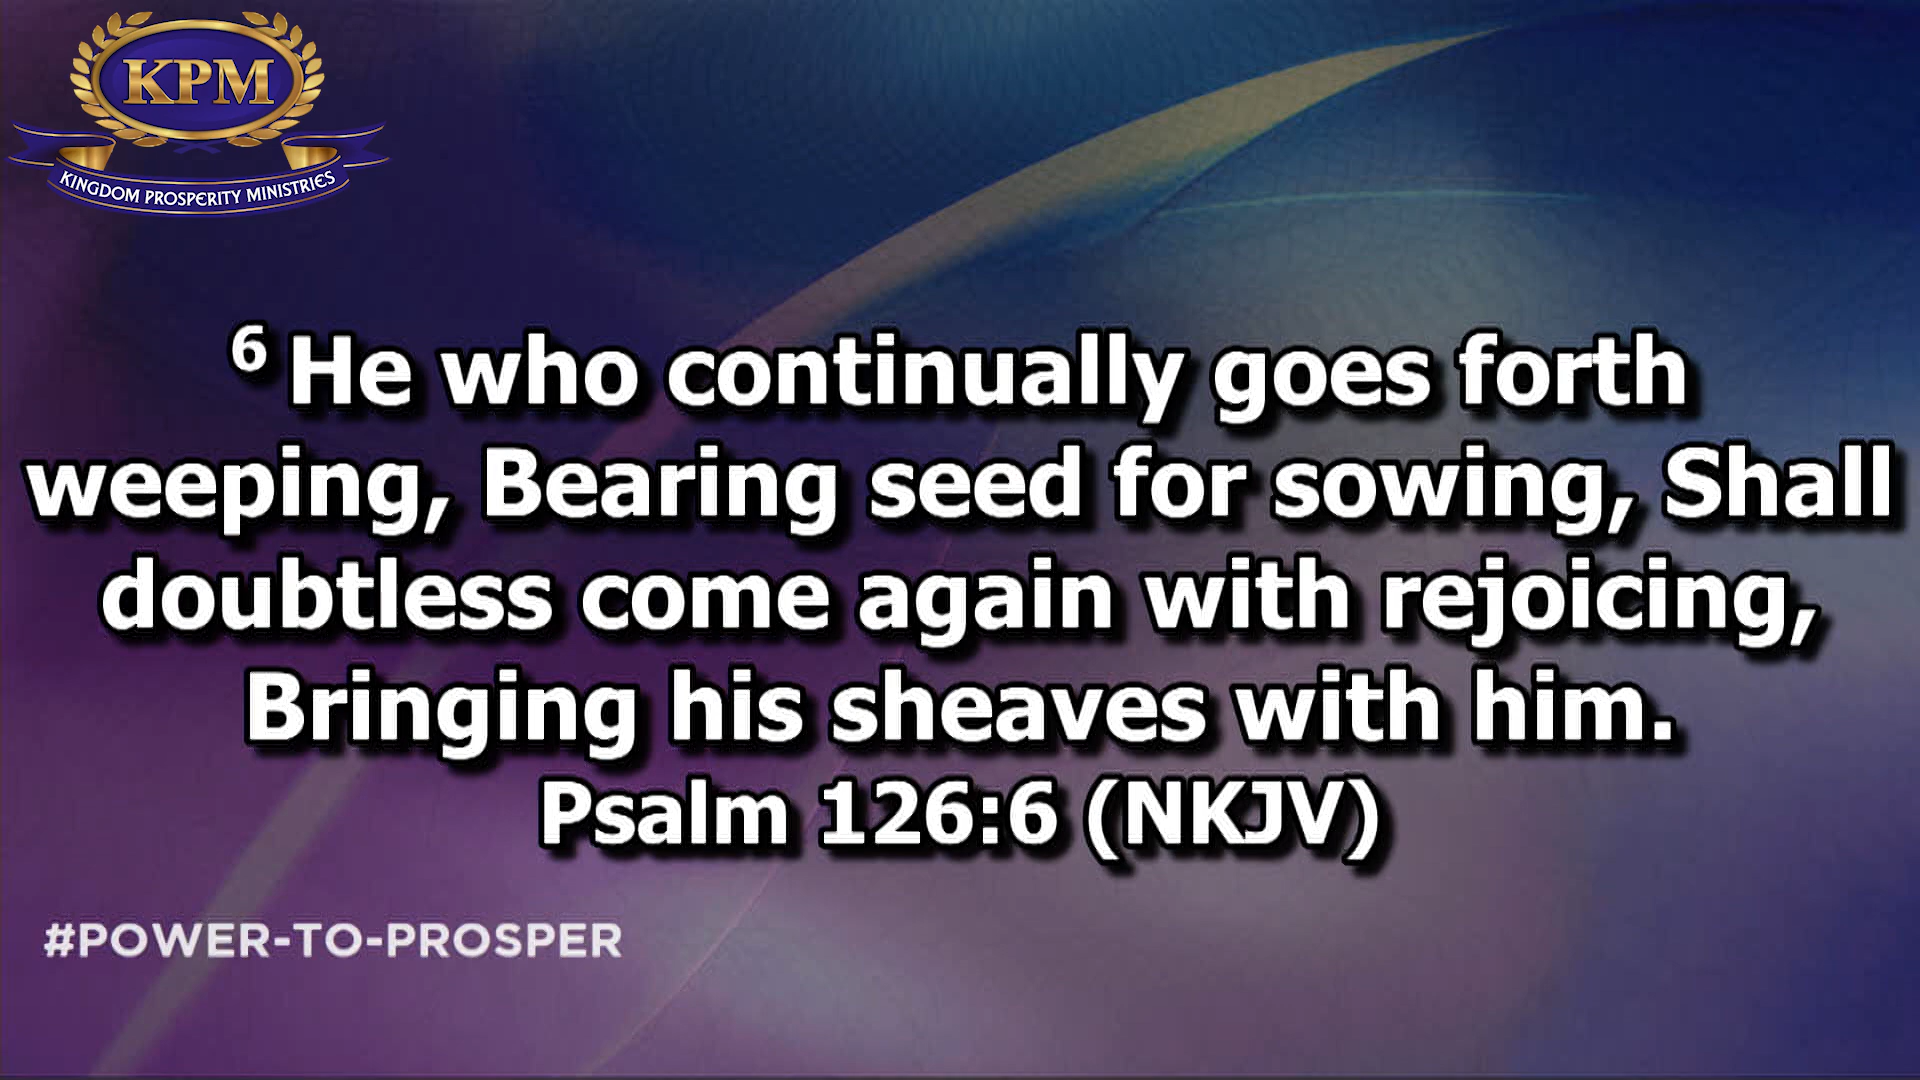 KPM
KINGDOM PROSPERITY MINISTRIES
6 He who continually goes forth
weeping, Bearing seed for sowing, Shall
doubtless come again with rejoicing,
Bringing his sheaves with him.
Psalm 126:6 (NKJV)
#POWER-TO-PROSPER